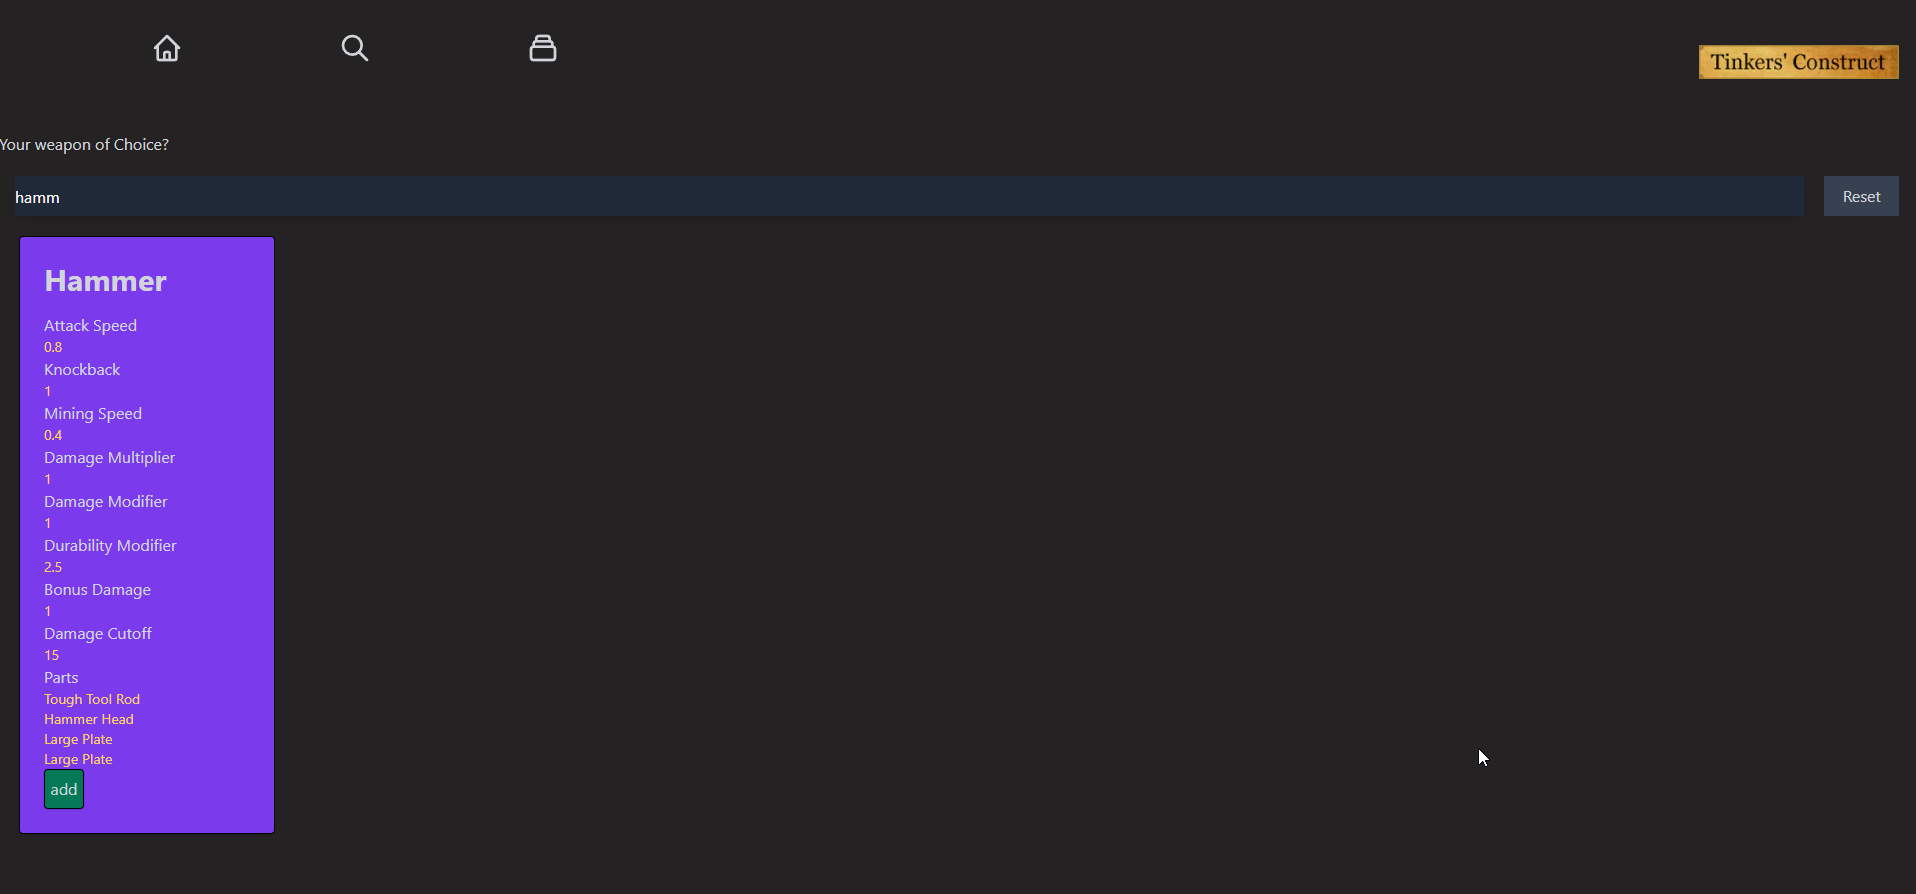 Tinkers' Construct
Your weapon of Choice?
hamm
Reset
Hammer
Attack Speed
0.8
Knockback
1
Mining Speed
0.4
Damage Multiplier
1
Damage Modifier
1
Durability Modifier
2.5
Bonus Damage
1
Damage Cutoff
15
Parts
Tough Tool Rod
Hammer Head
Large Plate
Large Plate
add